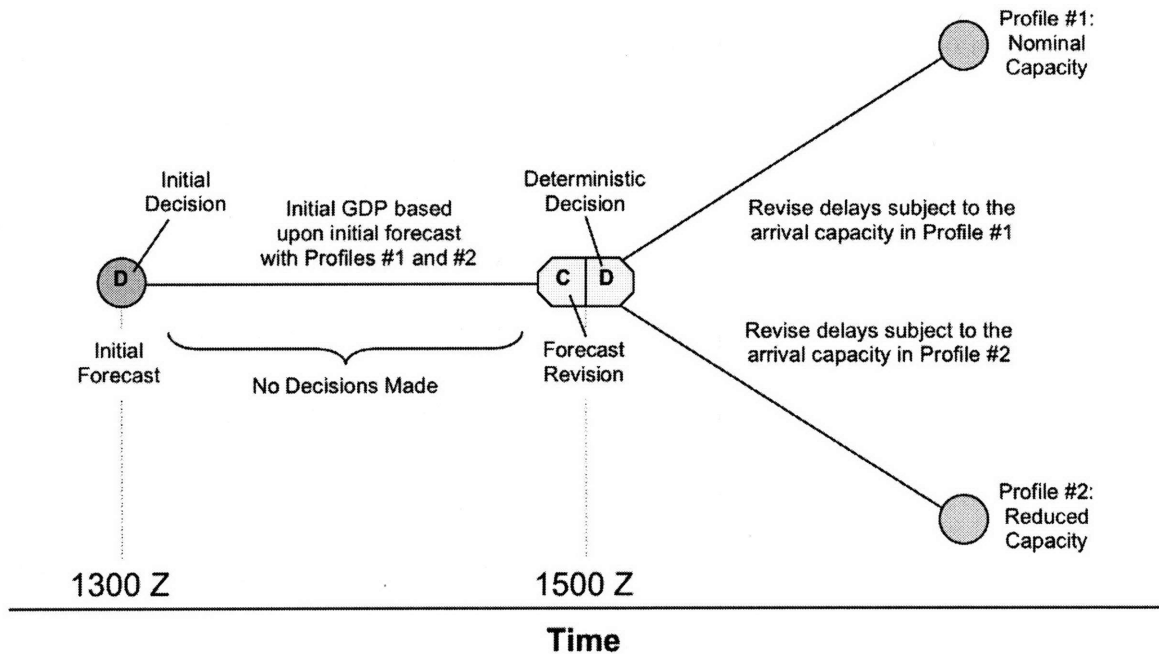 Profile #1:
Nominal
Capacity
Initial
Decision
Initial GDP based
upon initial forecast
with Profiles #1 and #2
Deterministic
Decision
Revise delays subject to the
arrival capacity in Profile #1
D
C
D
Initial
Forecast
No Decisions Made
Forecast
Revision
Revise delays subject to the
arrival capacity in Profile #2
Profile #2:
Reduced
Capacity
1300 Z
1500 Z
Time